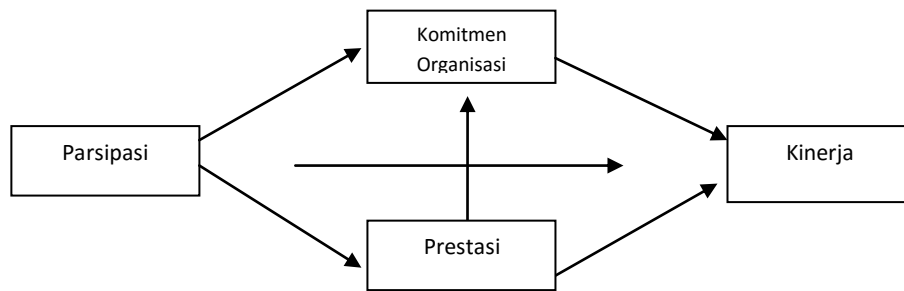 Komitmen
Organisasi
Parsipasi
Kinerja
Prestasi